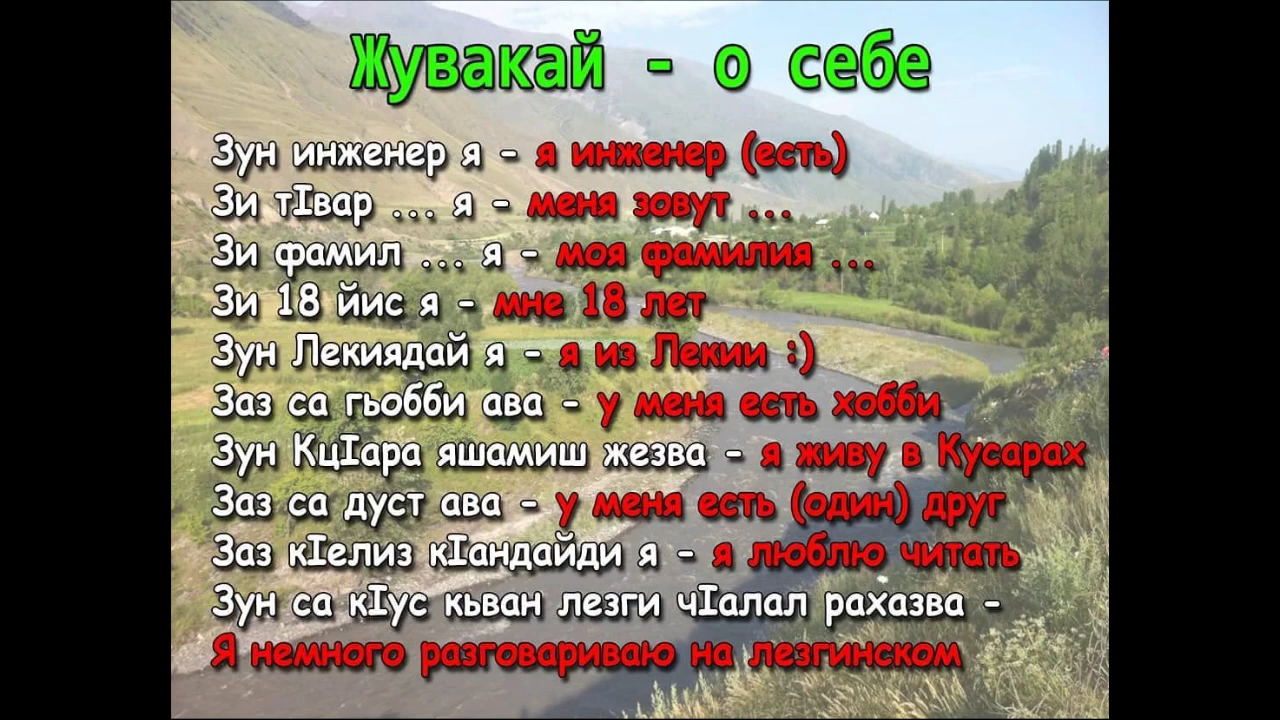 Жувакай - о себе
Зун инженер я - я инженер (есть)
Зи тӀвар ... я - меня зовут ...
Зи фамил ... я - моя фамилия ...
Зи 18 йис я - мне 18 лет
Зун Лекиядай я - я из Лекии :)
Заз са гьобби ава - у меня есть хобби
Зун КцӀара яшамиш жезва - я живу в Кусарах
Заз са дуст ава - у меня есть (один) друг
Заз кӀелиз кӀандайди я - я люблю читать
Зун са кӀус кьван лезги чӀалал рахазва -
Я немного разговариваю на лезгинском